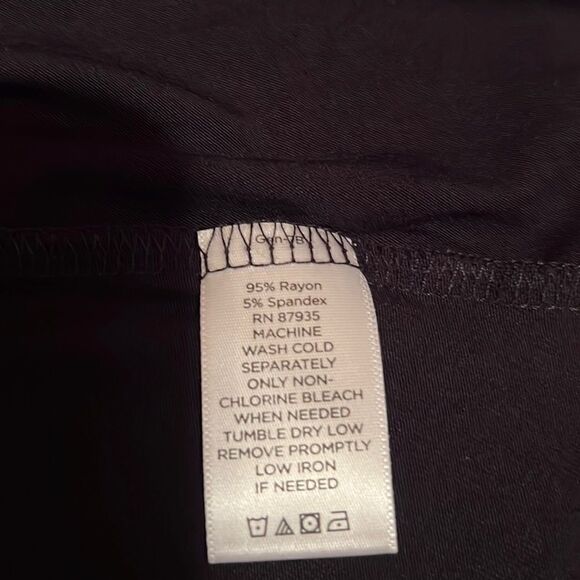 95% Rayon
5% Spandex
RN 87935
MACHINE
WASH COLD
SEPARATELY
ONLY NON-
CHLORINE BLEACH
WHEN NEEDED
TUMBLE DRY LOW
REMOVE PROMPTLY
LOW IRON
IF NEEDED